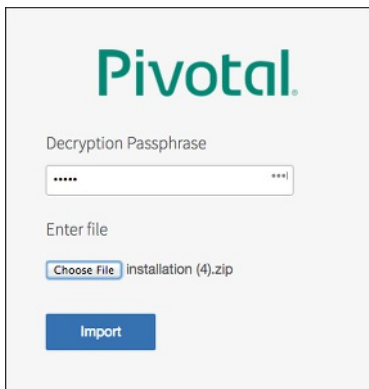 Pivotal®
Decryption Passphrase
•••••
Enter file
Choose File installation (4).zip
Import